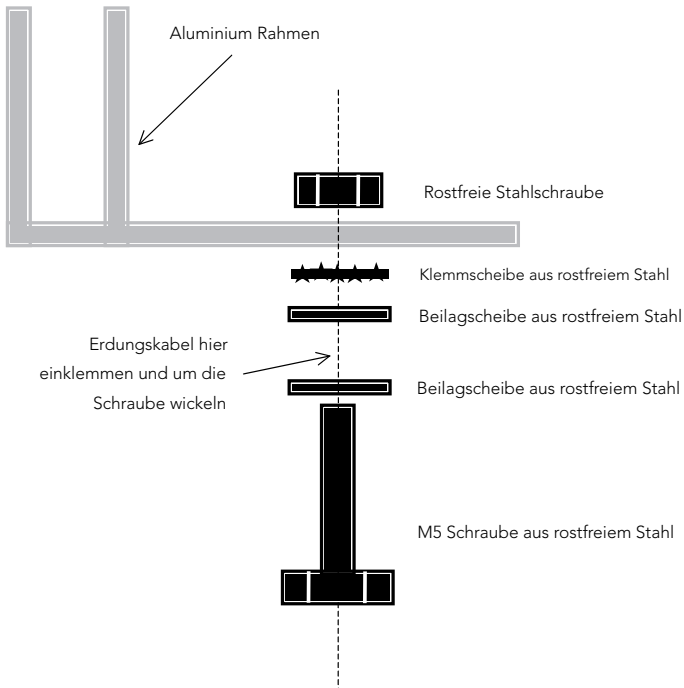 Aluminium Rahmen
Rostfreie Stahlschraube
Klemmscheibe aus rostfreiem Stahl
Beilagscheibe aus rostfreiem Stahl
Erdungskabel hier
einklemmen und um die
Schraube wickeln
Beilagscheibe aus rostfreiem Stahl
M5 Schraube aus rostfreiem Stahl